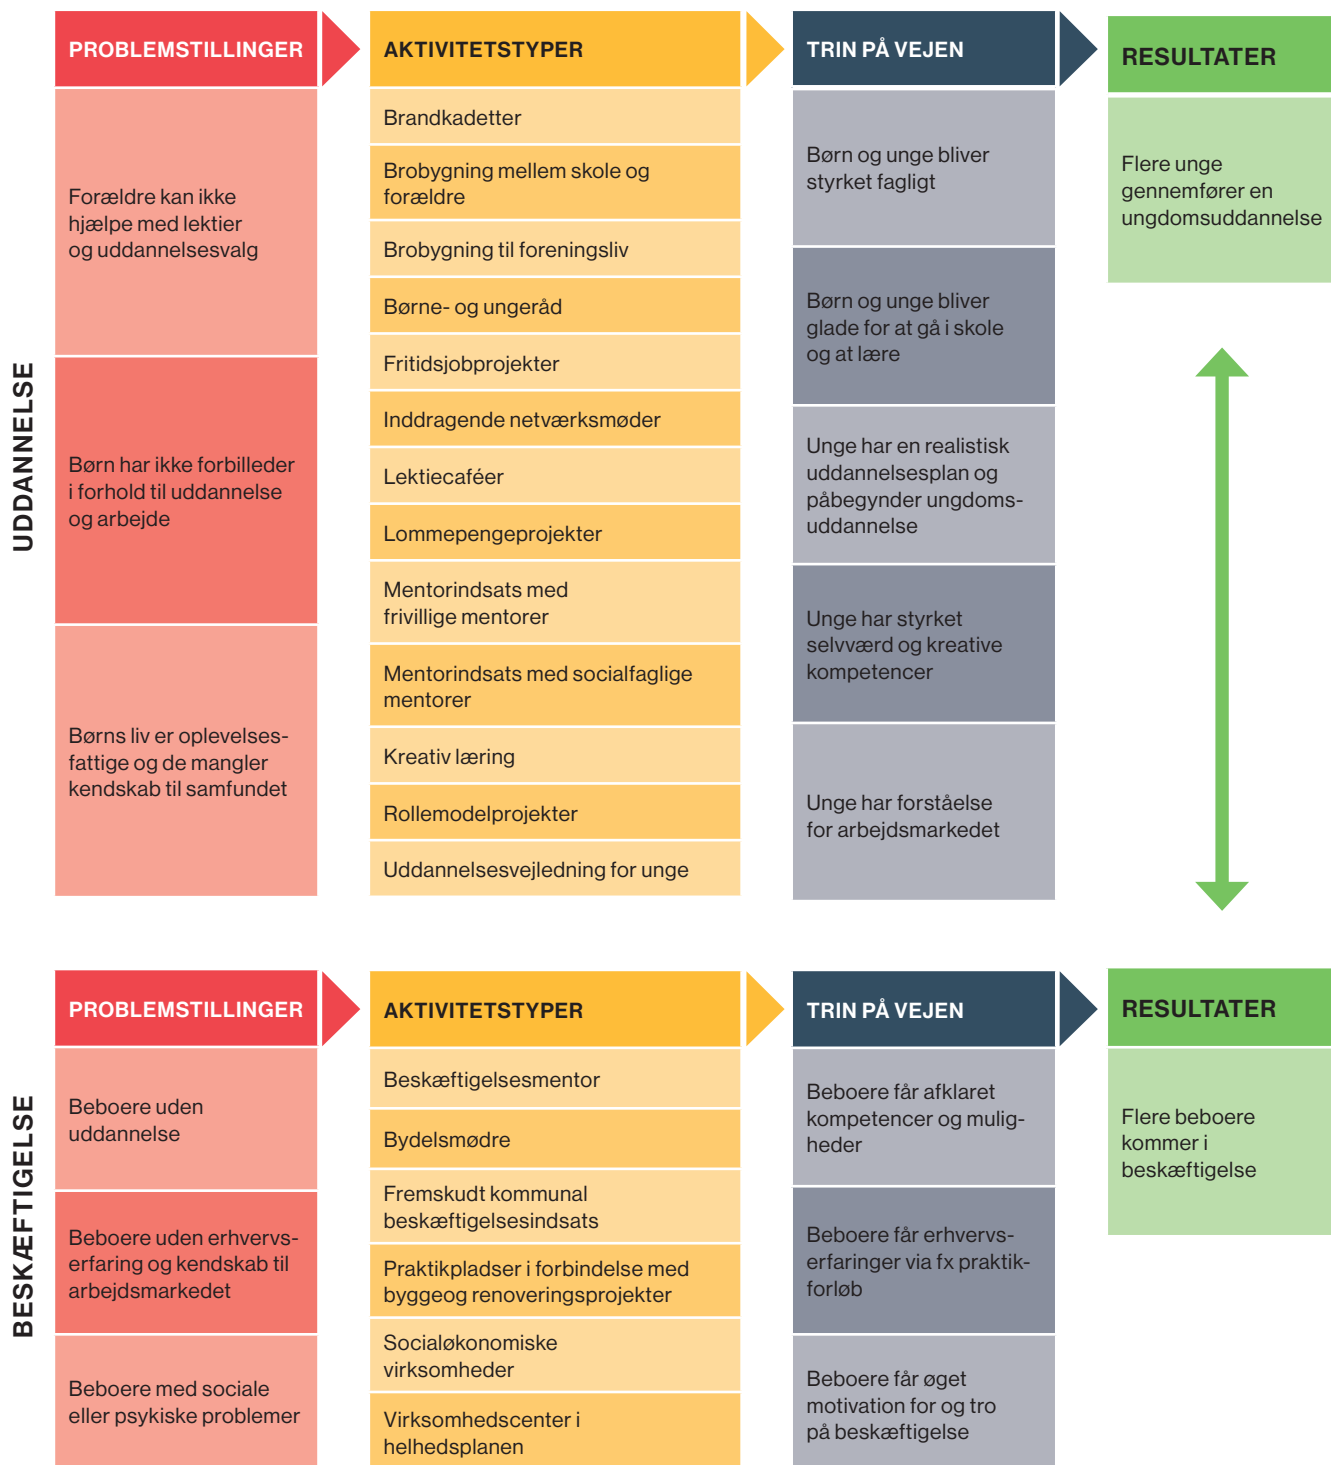 UDDANNELSE
PROBLEMSTILLINGER
Forældre kan ikke
hjælpe med lektier
og uddannelsesvalg
Børn har ikke forbilleder
i forhold til uddannelse
og arbejde
Børns liv er oplevelses-
fattige og de mangler
kendskab til samfundet
AKTIVITETSTYPER
Brandkadetter
Brobygning mellem skole og
forældre
Brobygning til foreningsliv
Børne- og ungeråd
Fritidsjobprojekter
Inddragende netværksmøder
Lektiecaféer
Lommepengeprojekter
Mentorindsats med
frivillige mentorer
Mentorindsats med socialfaglige
mentorer
Kreativ læring
Rollemodelprojekter
Uddannelsesvejledning for unge
TRIN PÅ VEJEN
Børn og unge bliver
styrket fagligt
Børn og unge bliver
glade for at gå i skole
og at lære
Unge har en realistisk
uddannelsesplan og
påbegynder ungdoms-
uddannelse
Unge har styrket
selvværd og kreative
kompetencer
Unge har forståelse
for arbejdsmarkedet
RESULTATER
Flere unge
gennemfører en
ungdomsuddannelse
BESKÆFTIGELSE
PROBLEMSTILLINGER
Beboere uden
uddannelse
Beboere uden erhvervs-
erfaring og kendskab til
arbejdsmarkedet
Beboere med sociale
eller psykiske problemer
AKTIVITETSTYPER
Beskæftigelsesmentor
Bydelsmødre
Fremskudt kommunal
beskæftigelsesindsats
Praktikpladser i forbindelse med
byggeog renoveringsprojekter
Socialøkonomiske
virksomheder
Virksomhedscenter i
helhedsplanen
TRIN PÅ VEJEN
Beboere får afklaret
kompetencer og mulig-
heder
Beboere får erhvervs-
erfaringer via fx praktik-
forløb
Beboere får øget
motivation for og tro
på beskæftigelse
RESULTATER
Flere beboere
kommer i
beskæftigelse